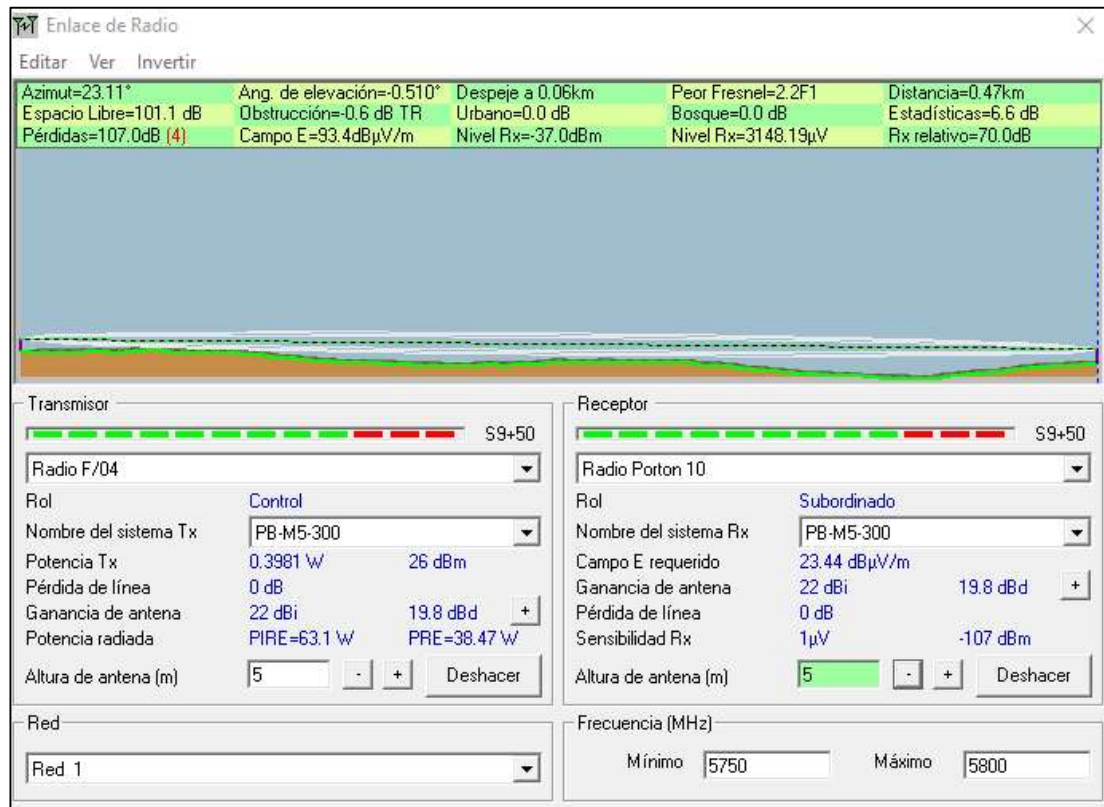 Enlace de Radio
Editar Ver Invertir
Azimut=23.11° Ang. de elevación=-0.510° Despeje a 0.06km Peor Fresnel=2.2F1 Distancia=0.47km
Espacio Libre=101.1 dB Obstrucción=-0.6 dB TR Urbano=0.0 dB Bosque=0.0 dB Estadísticas=6.6 dB
Pérdidas=107.0dB (4) Campo E=93.4dBµV/m Nivel Rx=-37.0dBm Nivel Rx=3148.19µV Rx relativo=70.0dB
Transmisor
S9+50
Radio F/04
Rol Control
Nombre del sistema Tx PB-M5-300
Potencia Tx 0.3981 W 26 dBm
Pérdida de línea 0 dB
Ganancia de antena 22 dBi 19.8 dBd +
Potencia radiada PIRE=63.1 W PRE=38.47 W
Altura de antena (m) 5 - + Deshacer
Receptor
S9+50
Radio Porton 10
Rol Subordinado
Nombre del sistema Rx PB-M5-300
Campo E requerido 23.44 dBµV/m
Ganancia de antena 22 dBi 19.8 dBd +
Pérdida de línea 0 dB
Sensibilidad Rx 1µV -107 dBm
Altura de antena (m) 5 - + Deshacer
Red
Red 1
Frecuencia (MHz)
Mínimo 5750 Máximo 5800